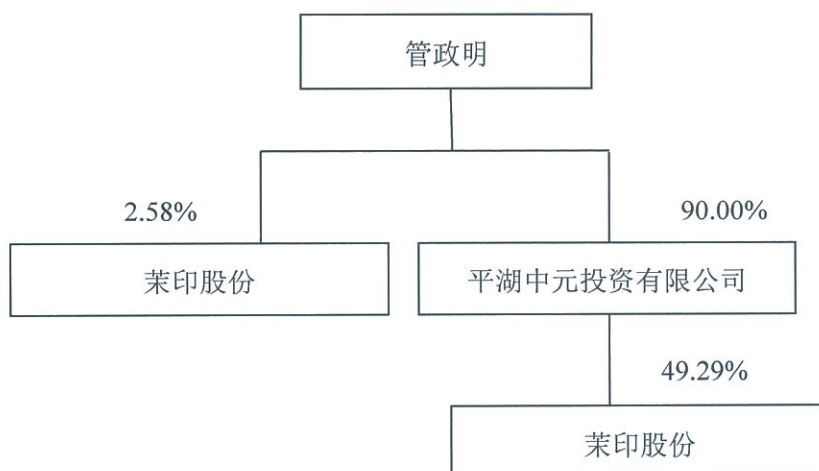 管政明
2.58%
90.00%
茉印股份
平湖中元投资有限公司
49.29%
茉印股份